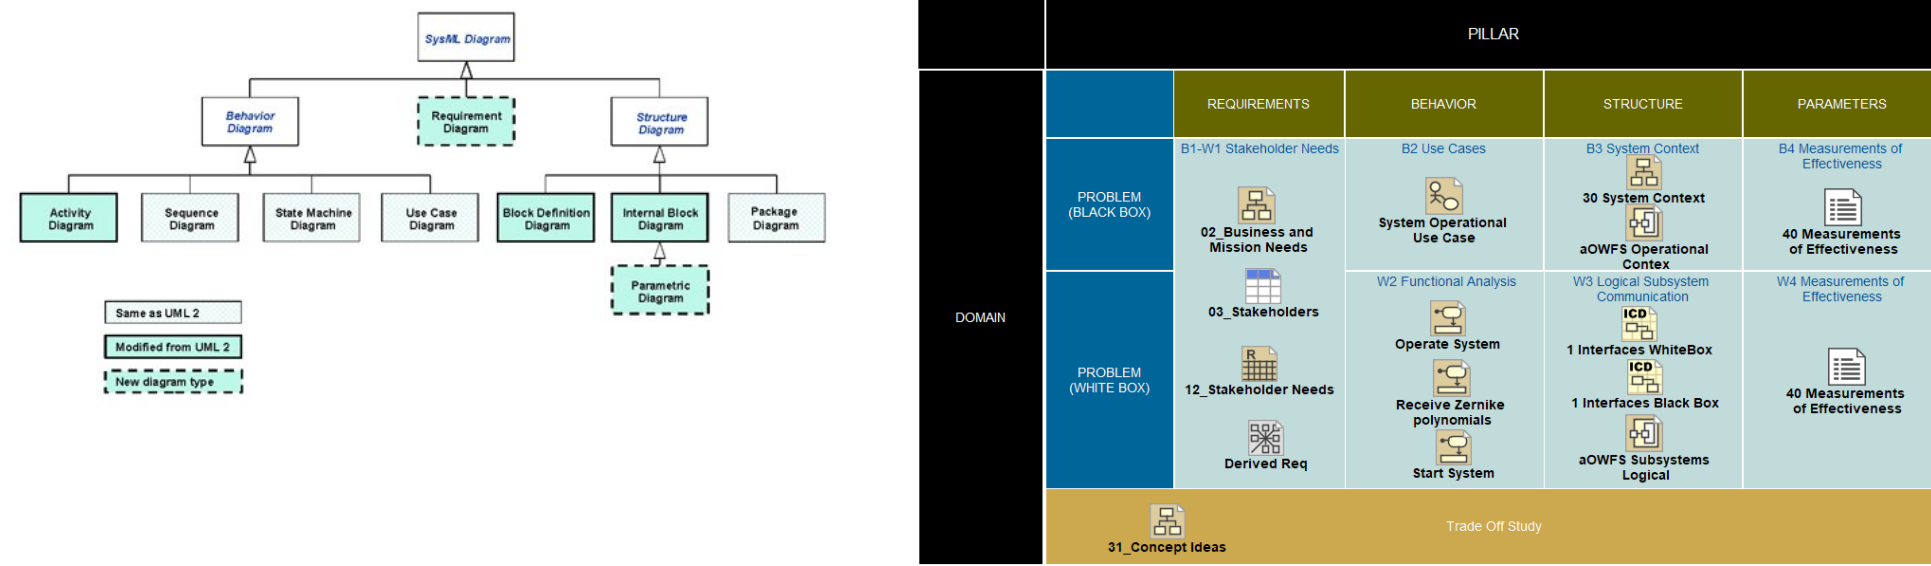 SysML Diagram
Behavior
Diagram
Requirement
Diagram
Structure
Diagram
Activity
Diagram
Sequence
Diagram
State Machine
Diagram
Use Case
Diagram
Block Definition
Diagram
Internal Block
Diagram
Package
Diagram
Parametric
Diagram
Same as UML 2
Modified from UML 2
New diagram type
PILLAR
REQUIREMENTS
BEHAVIOR
STRUCTURE
PARAMETERS
DOMAIN
PROBLEM
(BLACK BOX)
B1-W1 Stakeholder Needs
02_Business and
Mission Needs
03_Stakeholders
12_Stakeholder Needs
Derived Req
B2 Use Cases
System Operational
Use Case
B3 System Context
30 System Context
aOWFS Operational
Contex
B4 Measurements of
Effectiveness
40 Measurements
of Effectiveness
PROBLEM
(WHITE BOX)
W2 Functional Analysis
Operate System
Receive Zernike
polynomials
Start System
W3 Logical Subsystem
Communication
ICD
1 Interfaces WhiteBox
ICD
1 Interfaces Black Box
aOWFS Subsystems
Logical
W4 Measurements of
Effectiveness
40 Measurements
of Effectiveness
R
31_Concept Ideas
Trade Off Study